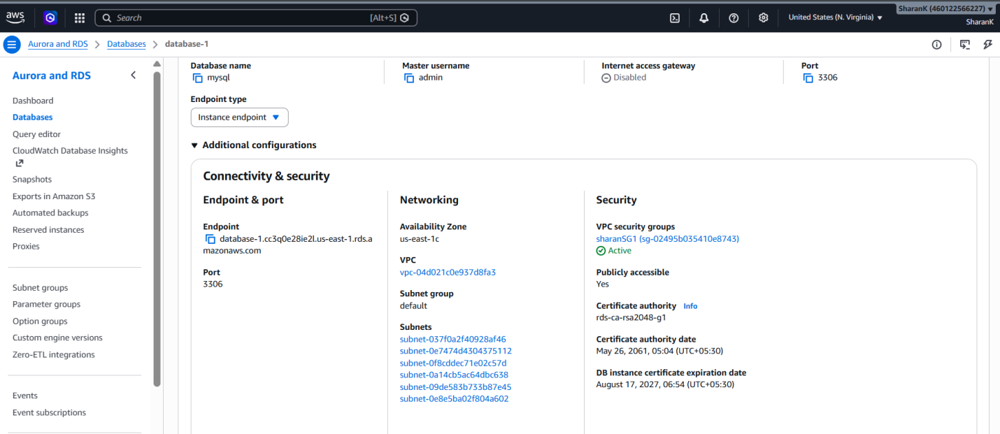 aws
Search
[Alt+S]
United States (N. Virginia)
SharanK (460122566227)
SharanK
Aurora and RDS
Databases
database-1
Aurora and RDS
Dashboard
Databases
Query editor
CloudWatch Database Insights
Snapshots
Exports in Amazon S3
Automated backups
Reserved instances
Proxies
Subnet groups
Parameter groups
Option groups
Custom engine versions
Zero-ETL integrations
Events
Event subscriptions
Database name
mysql
Master username
admin
Internet access gateway
Disabled
Port
3306
Endpoint type
Instance endpoint
Additional configurations
Connectivity & security
Endpoint & port
Endpoint
database-1.cc3q0e28ie2l.us-east-1.rds.a
mazonaws.com
Port
3306
Networking
Availability Zone
us-east-1c
VPC
vpc-04d021c0e937d8fa3
Subnet group
default
Subnets
subnet-037f0a2f40928af46
subnet-0e7474d4304375112
subnet-0f8cddec71e02c57d
subnet-0a14cb5ac64dbc638
subnet-09de583b733b87e45
subnet-0e8e5ba02f804a602
Security
VPC security groups
sharanSG1 (sg-02495b035410e8743)
Active
Publicly accessible
Yes
Certificate authority Info
rds-ca-rsa2048-g1
Certificate authority date
May 26, 2061, 05:04 (UTC+05:30)
DB instance certificate expiration date
August 17, 2027, 06:54 (UTC+05:30)